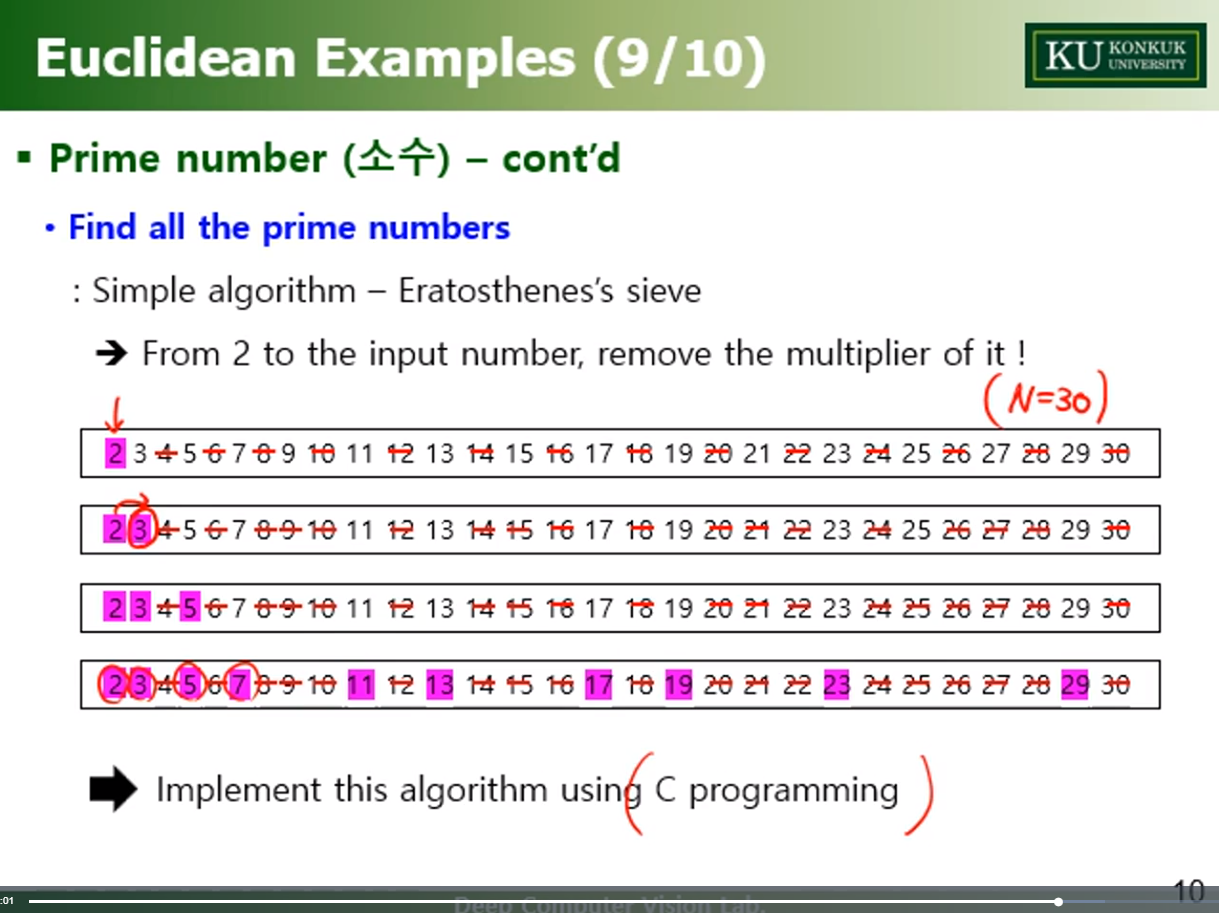 Euclidean Examples (9/10)
KU KONKUK
UNIVERSITY
▪ Prime number (소수) – cont’d
• Find all the prime numbers
: Simple algorithm – Eratosthenes’s sieve
➔ From 2 to the input number, remove the multiplier of it !
(N=30)
2 3 4 5 6 7 8 9 10 11 12 13 14 15 16 17 18 19 20 21 22 23 24 25 26 27 28 29 30
2 3 4 5 6 7 8 9 10 11 12 13 14 15 16 17 18 19 20 21 22 23 24 25 26 27 28 29 30
2 3 4 5 6 7 8 9 10 11 12 13 14 15 16 17 18 19 20 21 22 23 24 25 26 27 28 29 30
2 3 4 5 6 7 8 9 10 11 12 13 14 15 16 17 18 19 20 21 22 23 24 25 26 27 28 29 30
Implement this algorithm using ( C programming )
10
:01
Deep Computer Vision Lab.